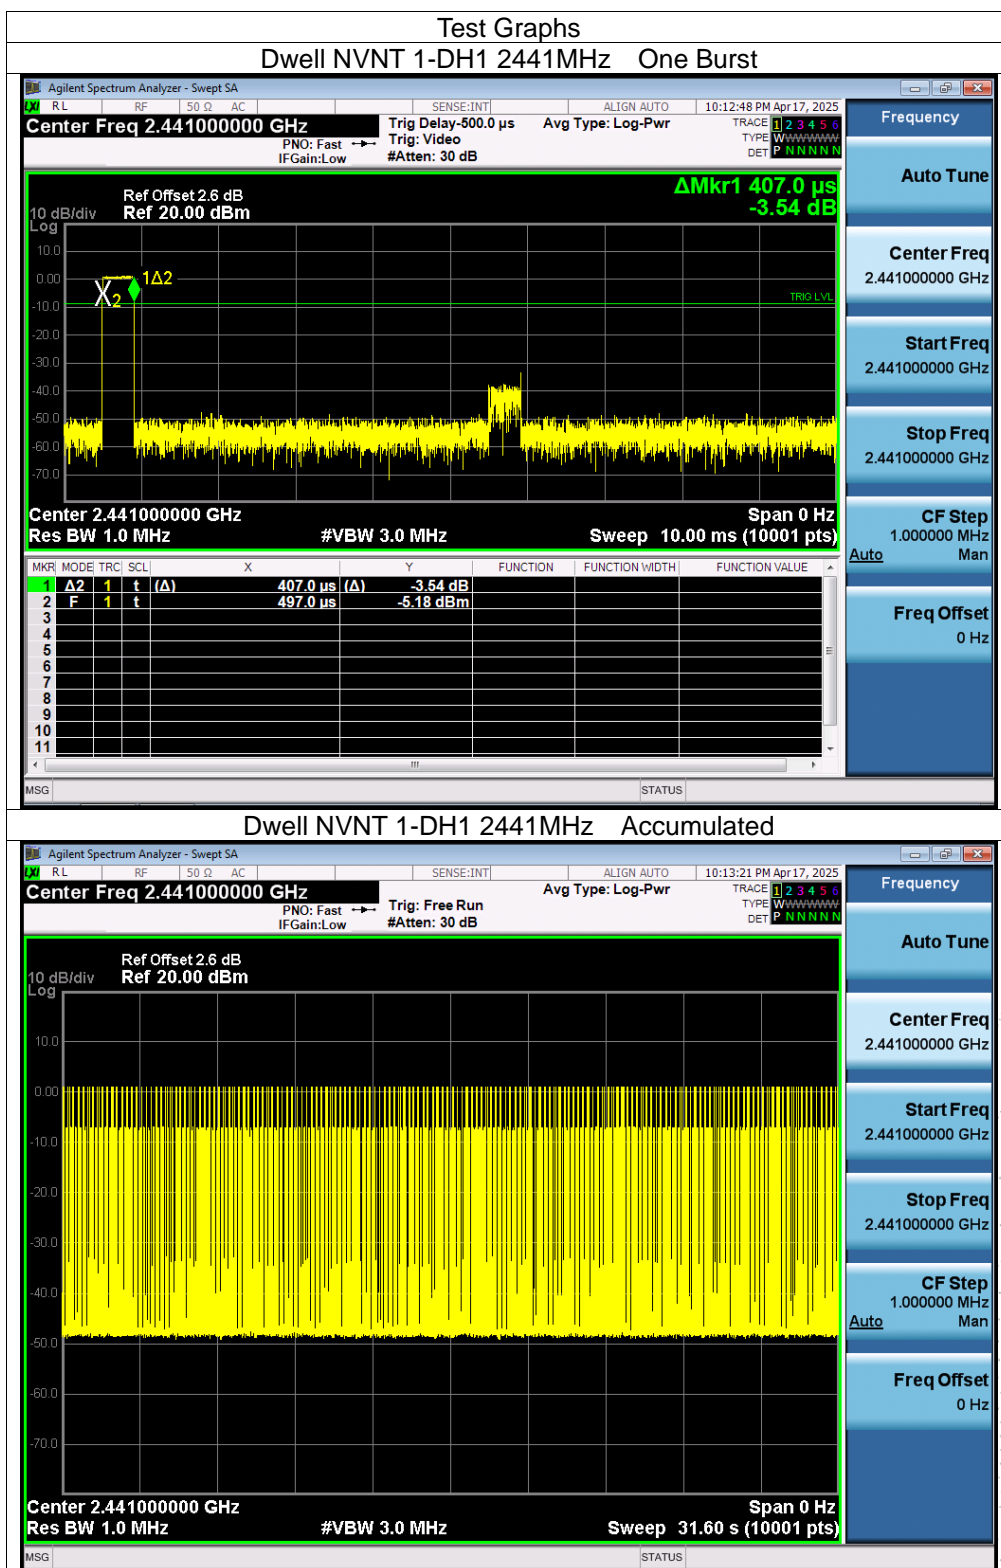 Test Graphs
Dwell NVNT 1-DH1 2441MHz One Burst
Agilent Spectrum Analyzer - Swept SA
LXI RL RF 50 Ω AC SENSE:INT ALIGN AUTO 10:12:48 PM Apr 17, 2025
Center Freq 2.441000000 GHz Trig Delay-500.0 µs Avg Type: Log-Pwr TRACE 1 2 3 4 5 6
PNO: Fast Trig: Video TYPE WWWWWW
IFGain:Low #Atten: 30 dB DET P N N N N N
Frequency
Auto Tune
Center Freq
2.441000000 GHz
Start Freq
2.441000000 GHz
Stop Freq
2.441000000 GHz
CF Step
1.000000 MHz
Auto Man
Freq Offset
0 Hz
ΔMkr1 407.0 µs
-3.54 dB
Ref Offset 2.6 dB
10 dB/div Ref 20.00 dBm
Log
10.0
0.00
-10.0
-20.0
-30.0
-40.0
-50.0
-60.0
-70.0
1Δ2
X2
TRIG LVL
Center 2.441000000 GHz Span 0 Hz
Res BW 1.0 MHz #VBW 3.0 MHz Sweep 10.00 ms (10001 pts)
MKR MODE TRC SCL X Y FUNCTION FUNCTION WIDTH FUNCTION VALUE
1 Δ2 1 t (Δ) 407.0 µs (Δ) -3.54 dB
2 F 1 t 497.0 µs -5.18 dBm
3
4
5
6
7
8
9
10
11
MSG STATUS
Dwell NVNT 1-DH1 2441MHz Accumulated
Agilent Spectrum Analyzer - Swept SA
LXI RL RF 50 Ω AC SENSE:INT ALIGN AUTO 10:13:21 PM Apr 17, 2025
Center Freq 2.441000000 GHz Avg Type: Log-Pwr TRACE 1 2 3 4 5 6
PNO: Fast Trig: Free Run TYPE WWWWWW
IFGain:Low #Atten: 30 dB DET P N N N N N
Frequency
Auto Tune
Center Freq
2.441000000 GHz
Start Freq
2.441000000 GHz
Stop Freq
2.441000000 GHz
CF Step
1.000000 MHz
Auto Man
Freq Offset
0 Hz
Ref Offset 2.6 dB
10 dB/div Ref 20.00 dBm
Log
10.0
0.00
-10.0
-20.0
-30.0
-40.0
-50.0
-60.0
-70.0
Center 2.441000000 GHz Span 0 Hz
Res BW 1.0 MHz #VBW 3.0 MHz Sweep 31.60 s (10001 pts)
MSG STATUS